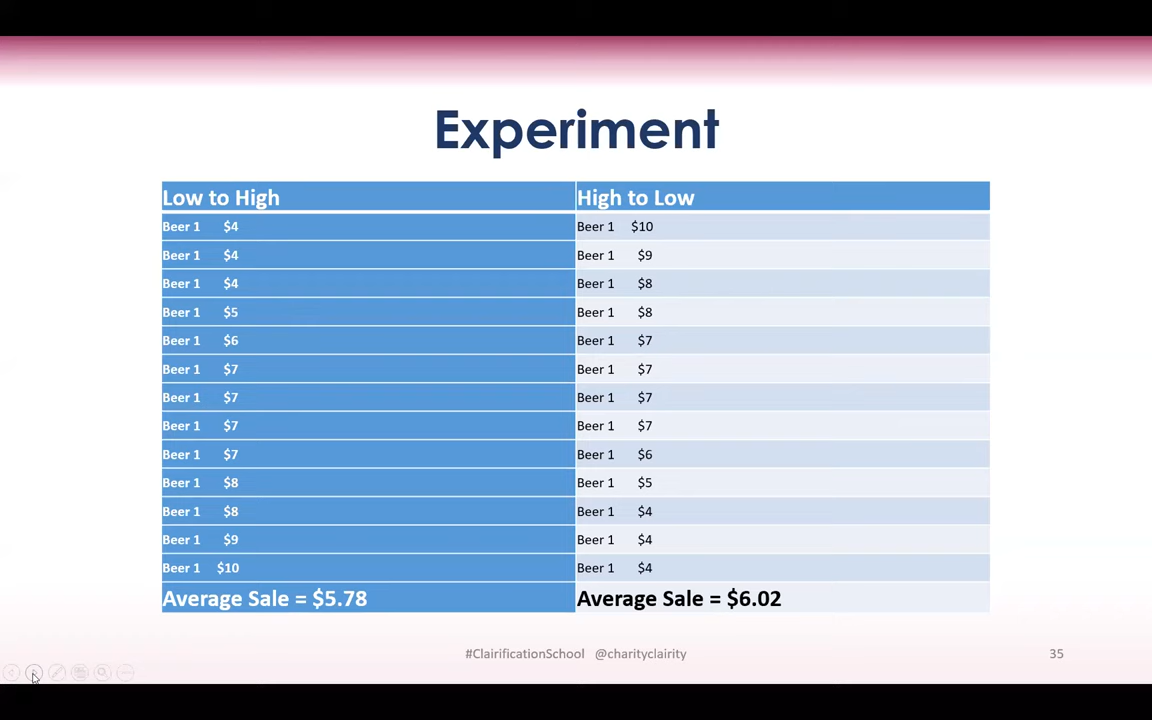 Experiment
Low to High High to Low
Beer 1 $4 Beer 1 $10
Beer 1 $4 Beer 1 $9
Beer 1 $4 Beer 1 $8
Beer 1 $5 Beer 1 $8
Beer 1 $6 Beer 1 $7
Beer 1 $7 Beer 1 $7
Beer 1 $7 Beer 1 $7
Beer 1 $7 Beer 1 $7
Beer 1 $7 Beer 1 $6
Beer 1 $8 Beer 1 $5
Beer 1 $8 Beer 1 $4
Beer 1 $9 Beer 1 $4
Beer 1 $10 Beer 1 $4
Average Sale = $5.78 Average Sale = $6.02
#ClairificationSchool @charityclairity 35